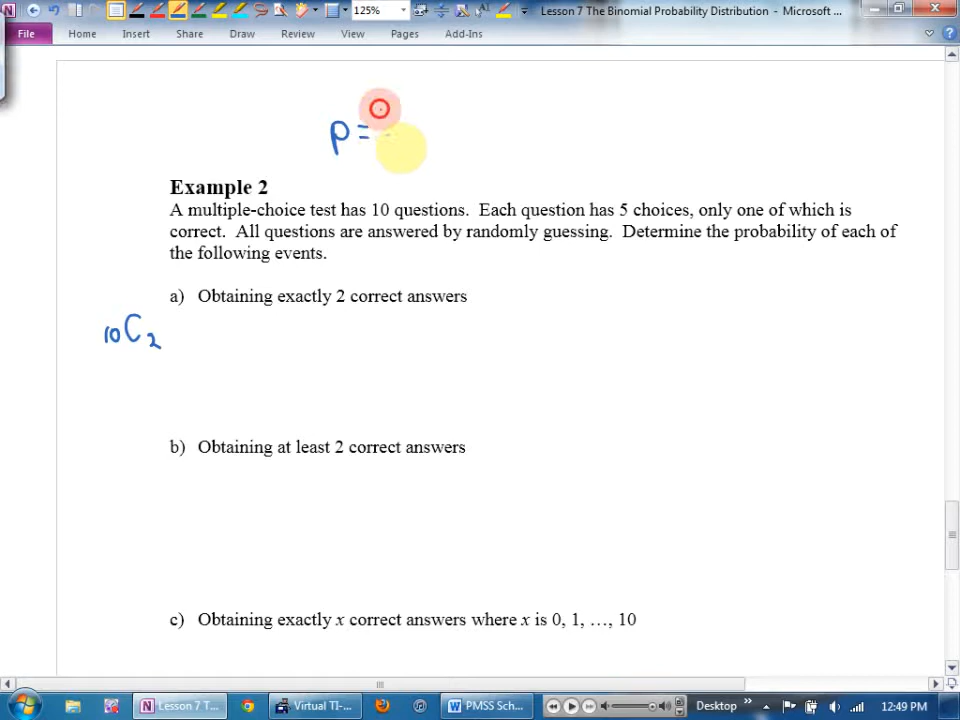 125% Lesson 7 The Binomial Probability Distribution - Microsoft ...
File Home Insert Share Draw Review View Pages Add-Ins
p =
Example 2
A multiple-choice test has 10 questions. Each question has 5 choices, only one of which is
correct. All questions are answered by randomly guessing. Determine the probability of each of
the following events.
a) Obtaining exactly 2 correct answers
10C2
b) Obtaining at least 2 correct answers
c) Obtaining exactly x correct answers where x is 0, 1, …, 10
Lesson 7 T... Virtual TI-... PMSS Sch... Desktop 12:49 PM